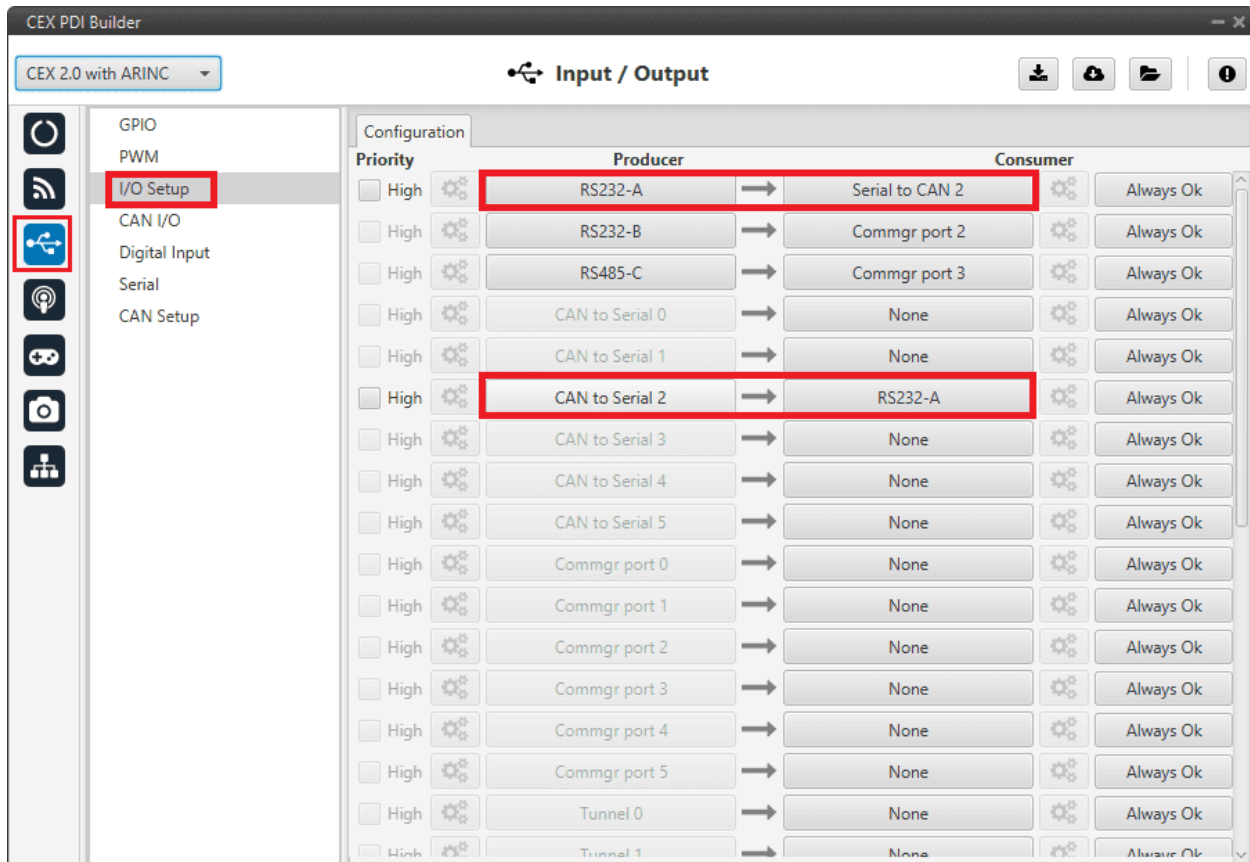 CEX PDI Builder
CEX 2.0 with ARINC
Input / Output
GPIO
PWM
I/O Setup
CAN I/O
Digital Input
Serial
CAN Setup
Configuration
Priority Producer Consumer
High RS232-A Serial to CAN 2 Always Ok
High RS232-B Commgr port 2 Always Ok
High RS485-C Commgr port 3 Always Ok
High CAN to Serial 0 None Always Ok
High CAN to Serial 1 None Always Ok
High CAN to Serial 2 RS232-A Always Ok
High CAN to Serial 3 None Always Ok
High CAN to Serial 4 None Always Ok
High CAN to Serial 5 None Always Ok
High Commgr port 0 None Always Ok
High Commgr port 1 None Always Ok
High Commgr port 2 None Always Ok
High Commgr port 3 None Always Ok
High Commgr port 4 None Always Ok
High Commgr port 5 None Always Ok
High Tunnel 0 None Always Ok
High Tunnel 1 None Always Ok